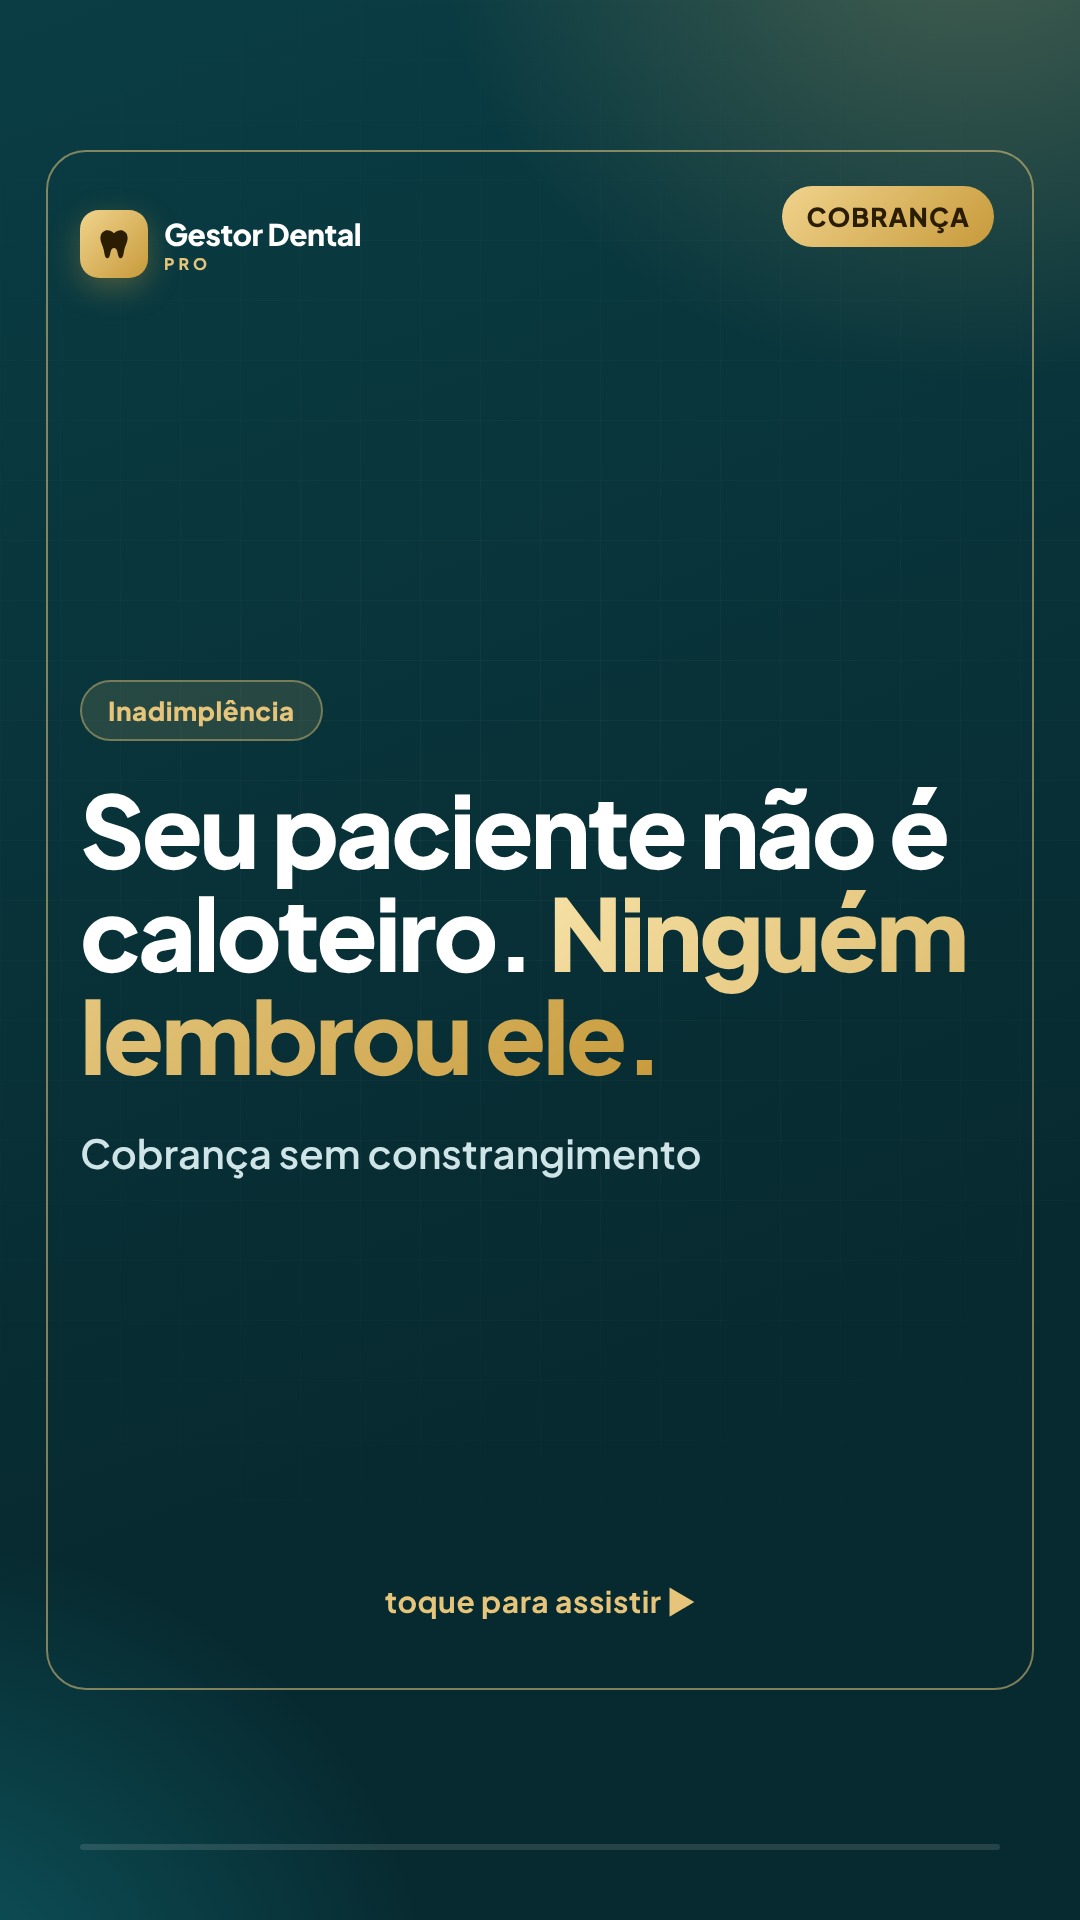 Gestor Dental
PRO
COBRANÇA
Inadimplência
Seu paciente não é
caloteiro. Ninguém
lembrou ele.
Cobrança sem constrangimento
toque para assistir ▶